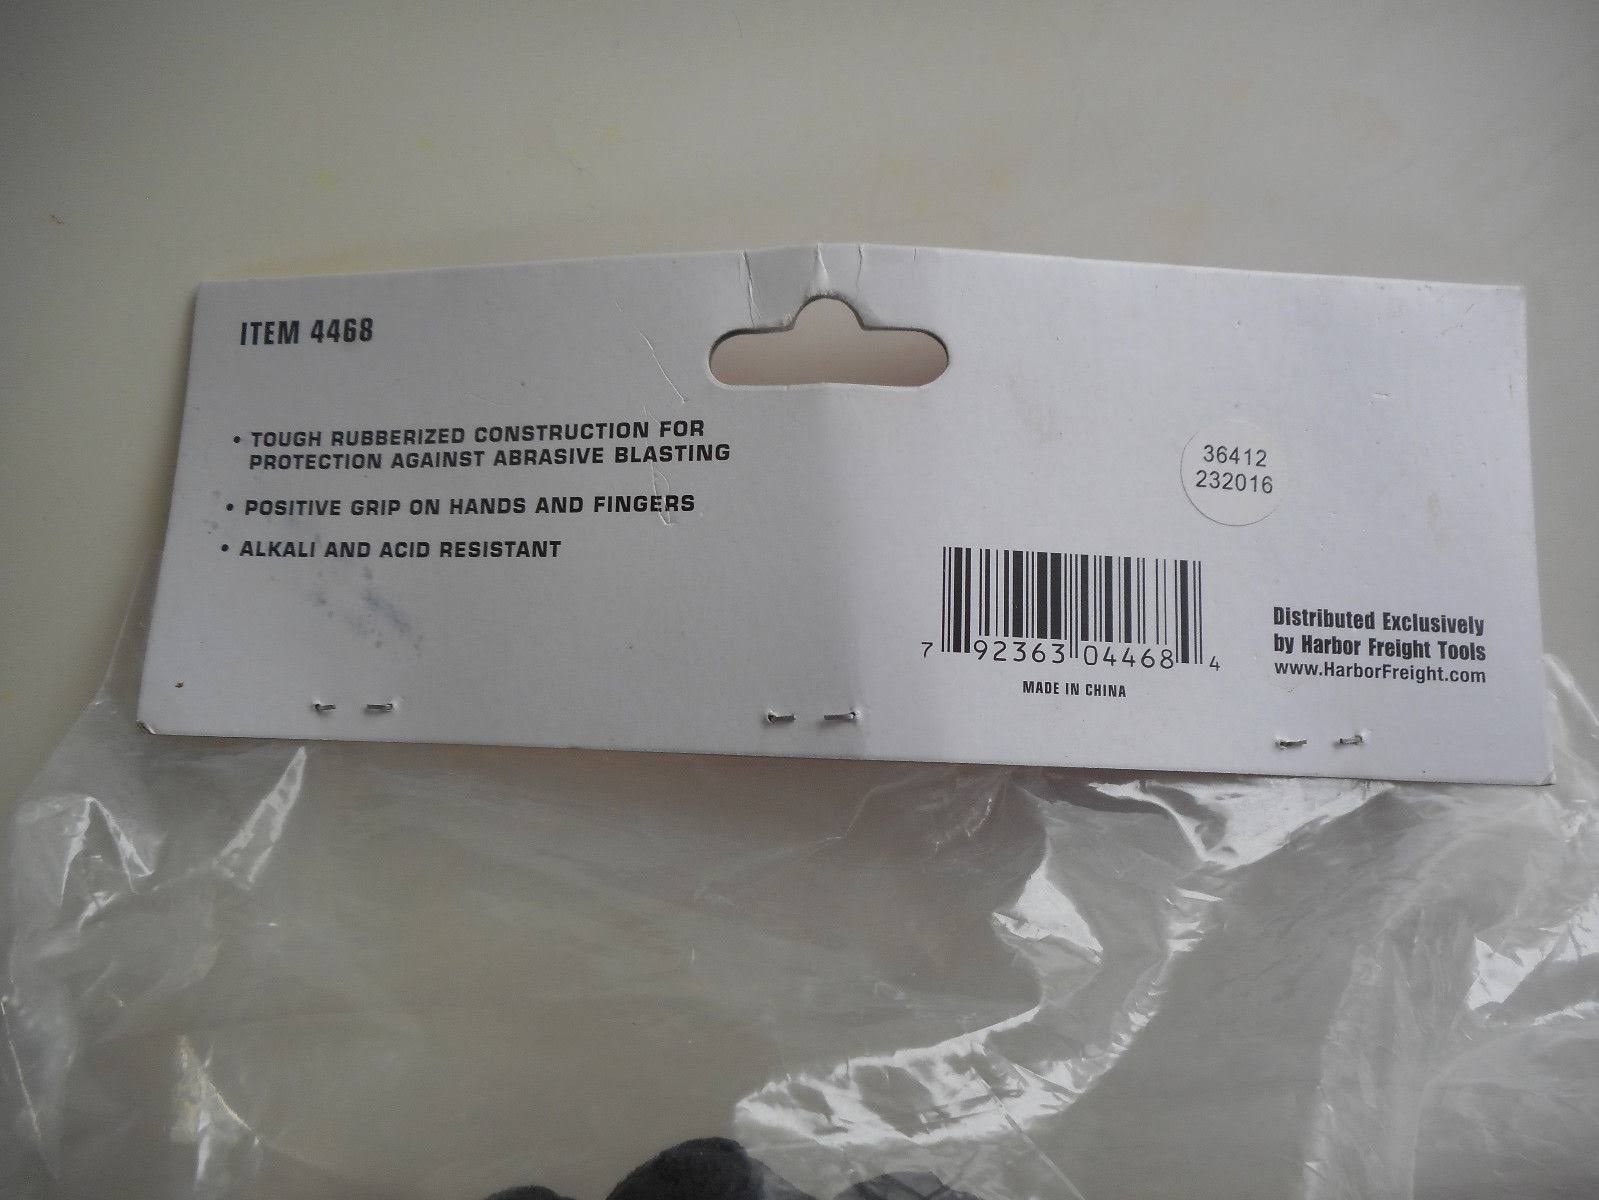 ITEM 4468
• TOUGH RUBBERIZED CONSTRUCTION FOR
PROTECTION AGAINST ABRASIVE BLASTING
• POSITIVE GRIP ON HANDS AND FINGERS
• ALKALI AND ACID RESISTANT
36412
232016
7 92363 04468 4
MADE IN CHINA
Distributed Exclusively
by Harbor Freight Tools
www.HarborFreight.com